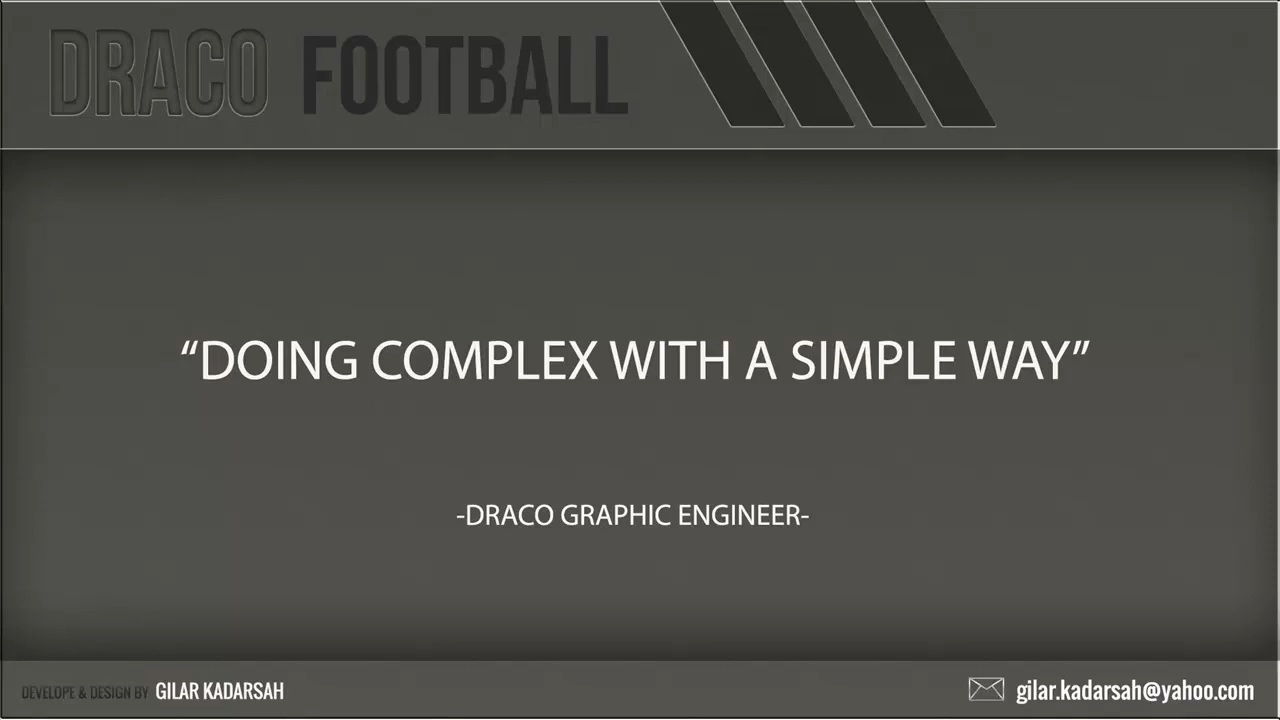 DRACO FOOTBALL
“DOING COMPLEX WITH A SIMPLE WAY”
-DRACO GRAPHIC ENGINEER-
DEVELOPE & DESIGN BY GILAR KADARSAH
gilar.kadarsah@yahoo.com